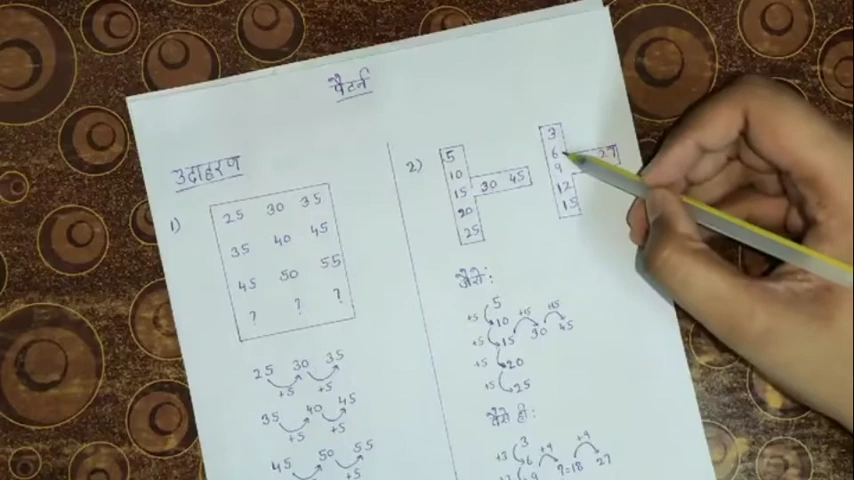 पैटर्न
उदाहरण
1)
25 30 35
35 40 45
45 50 55
? ? ?
25 30 35
+5 +5
35 40 45
+5 +5
45 50 55
+5
2)
5
10
15 30 45
20
25
3
6
9 27
12
15
जैसे:
5
+5 10 +15 +15
+5 15 30 45
+5 20
+5 25
वैसे ही:
3
+3 6 +9 +9
9 9=18 27